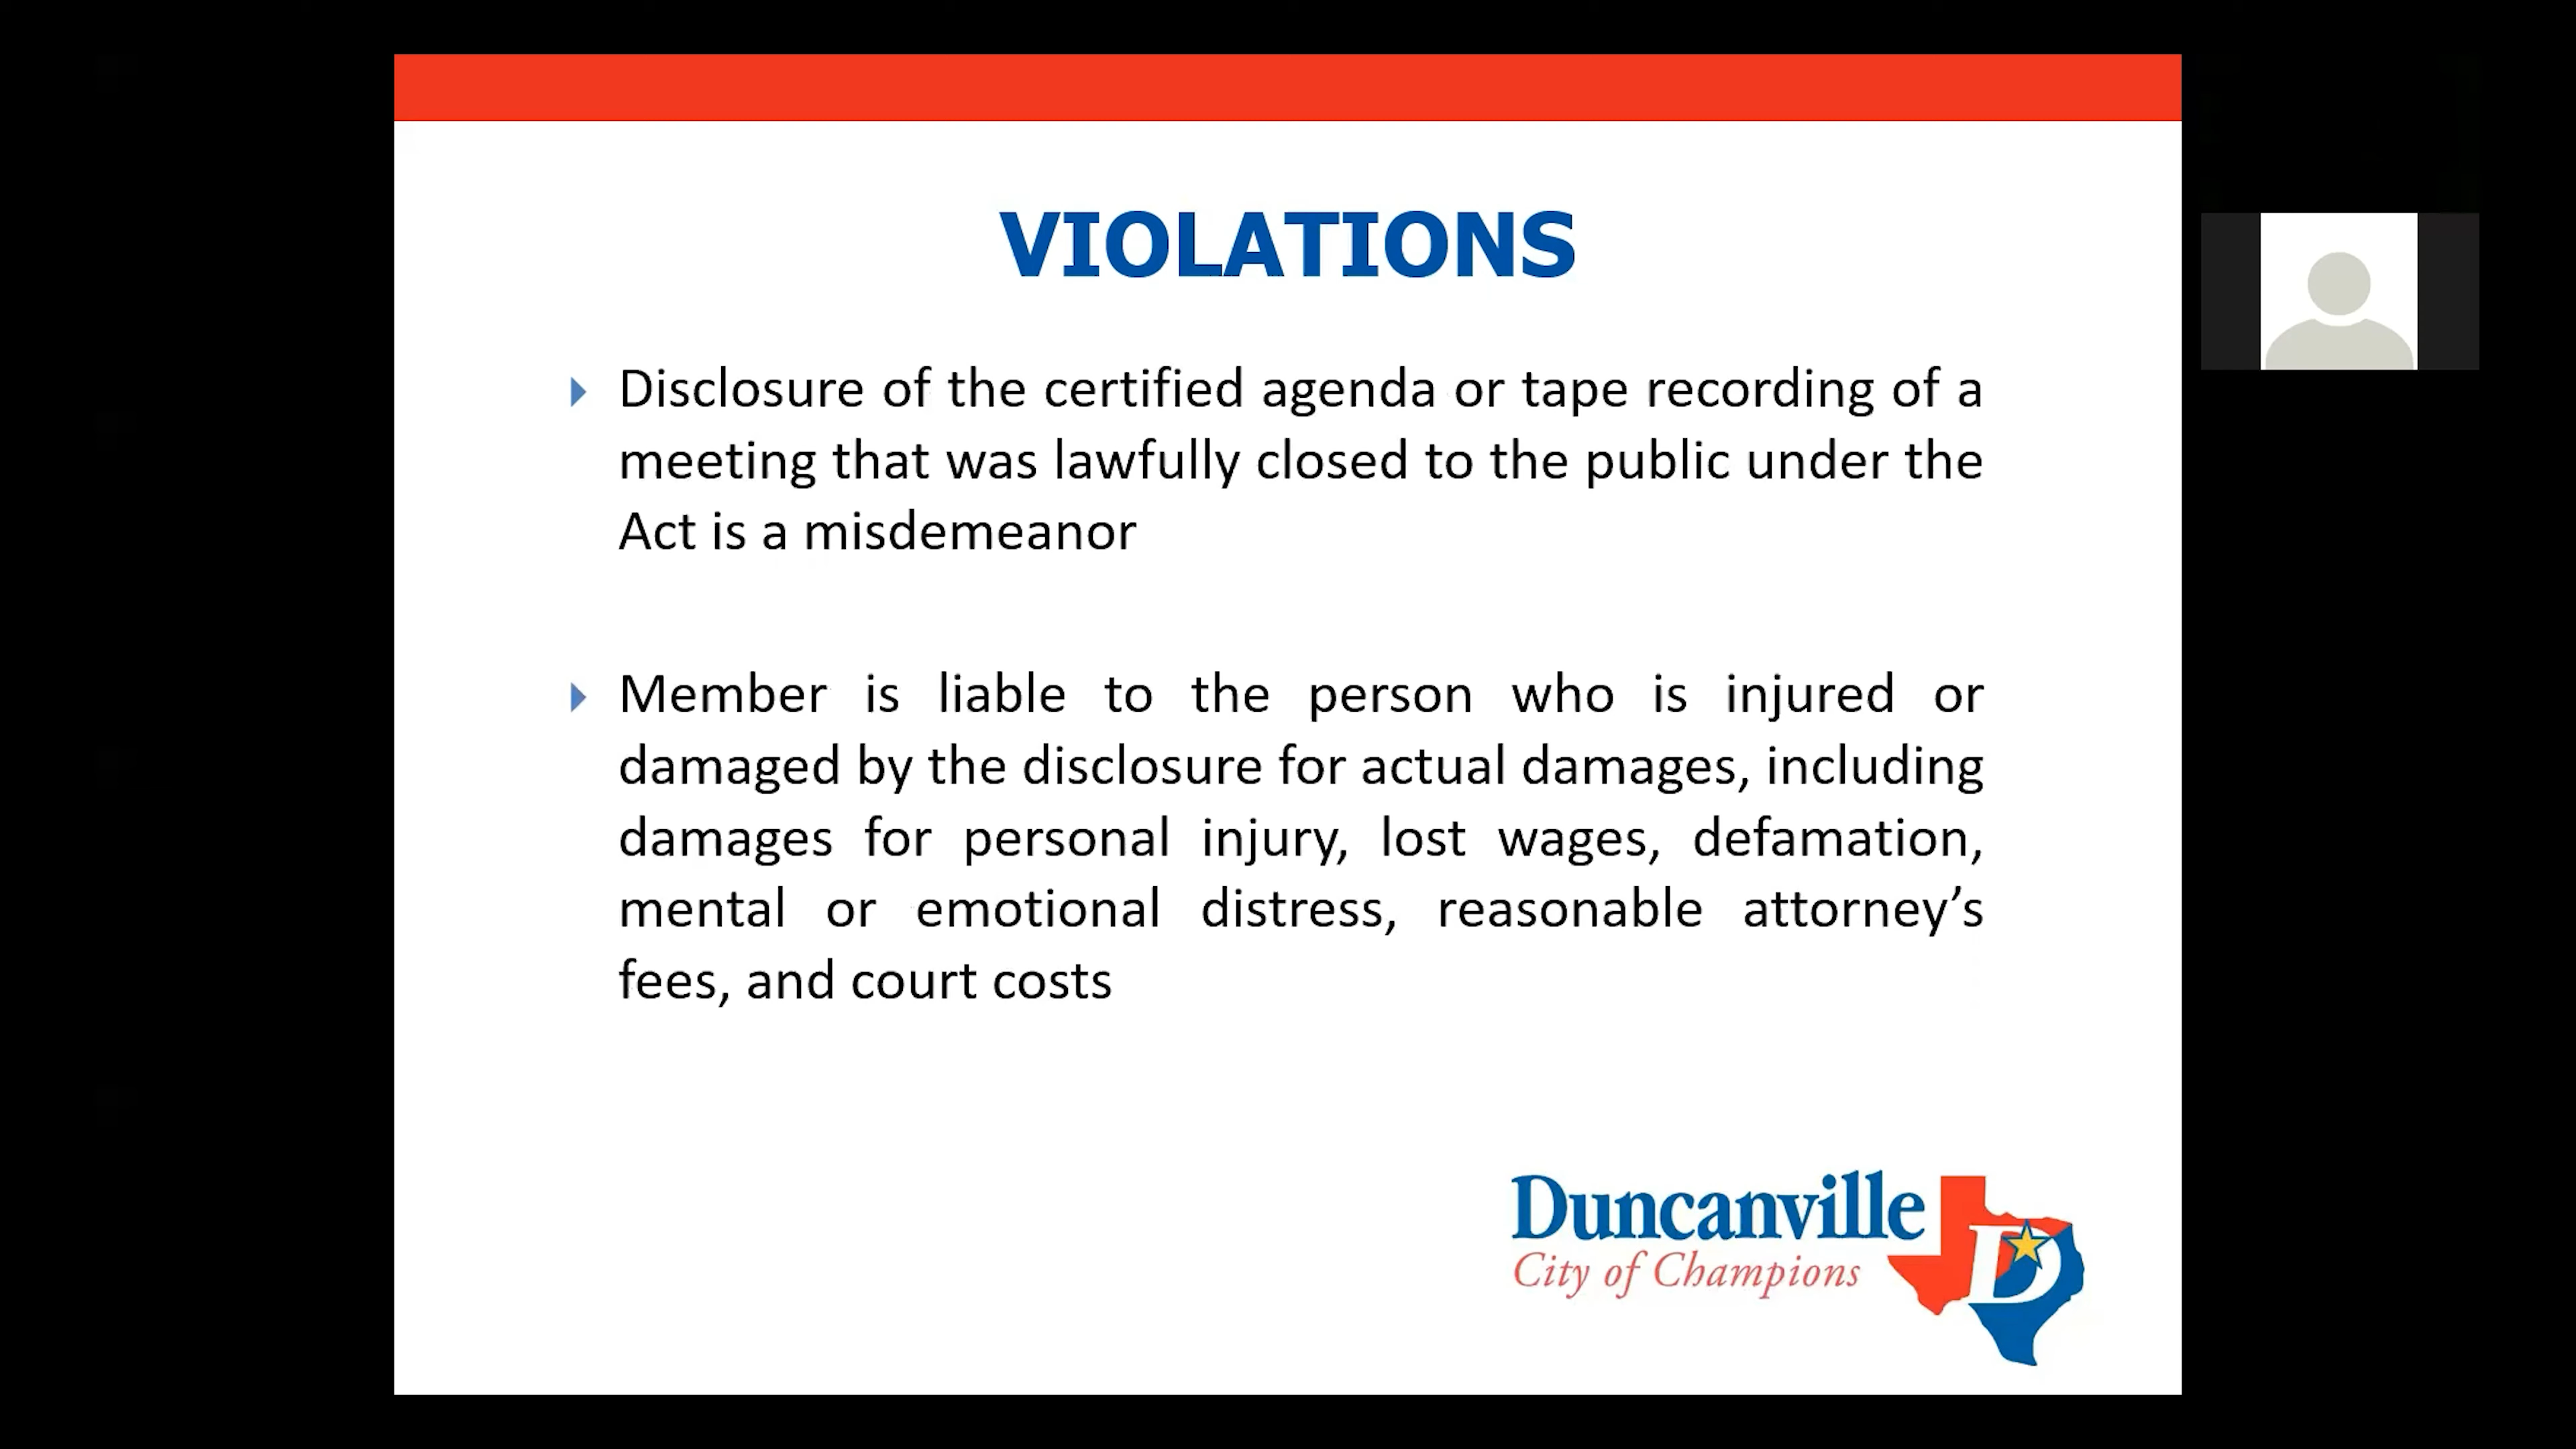 VIOLATIONS
Disclosure of the certified agenda or tape recording of a
meeting that was lawfully closed to the public under the
Act is a misdemeanor
Member is liable to the person who is injured or
damaged by the disclosure for actual damages, including
damages for personal injury, lost wages, defamation,
mental or emotional distress, reasonable attorney’s
fees, and court costs
Duncanville
City of Champions
D